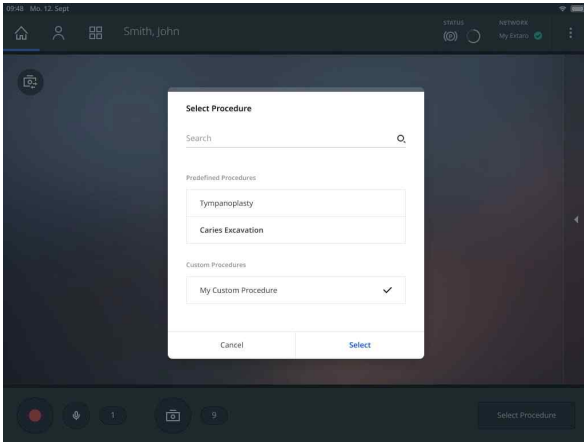 09:48 Mo. 12. Sept
Smith, John
STATUS
NETWORK
My Extaro
Select Procedure
Search
Predefined Procedures
Tympanoplasty
Caries Excavation
Custom Procedures
My Custom Procedure
Cancel
Select
1
9
Select Procedure